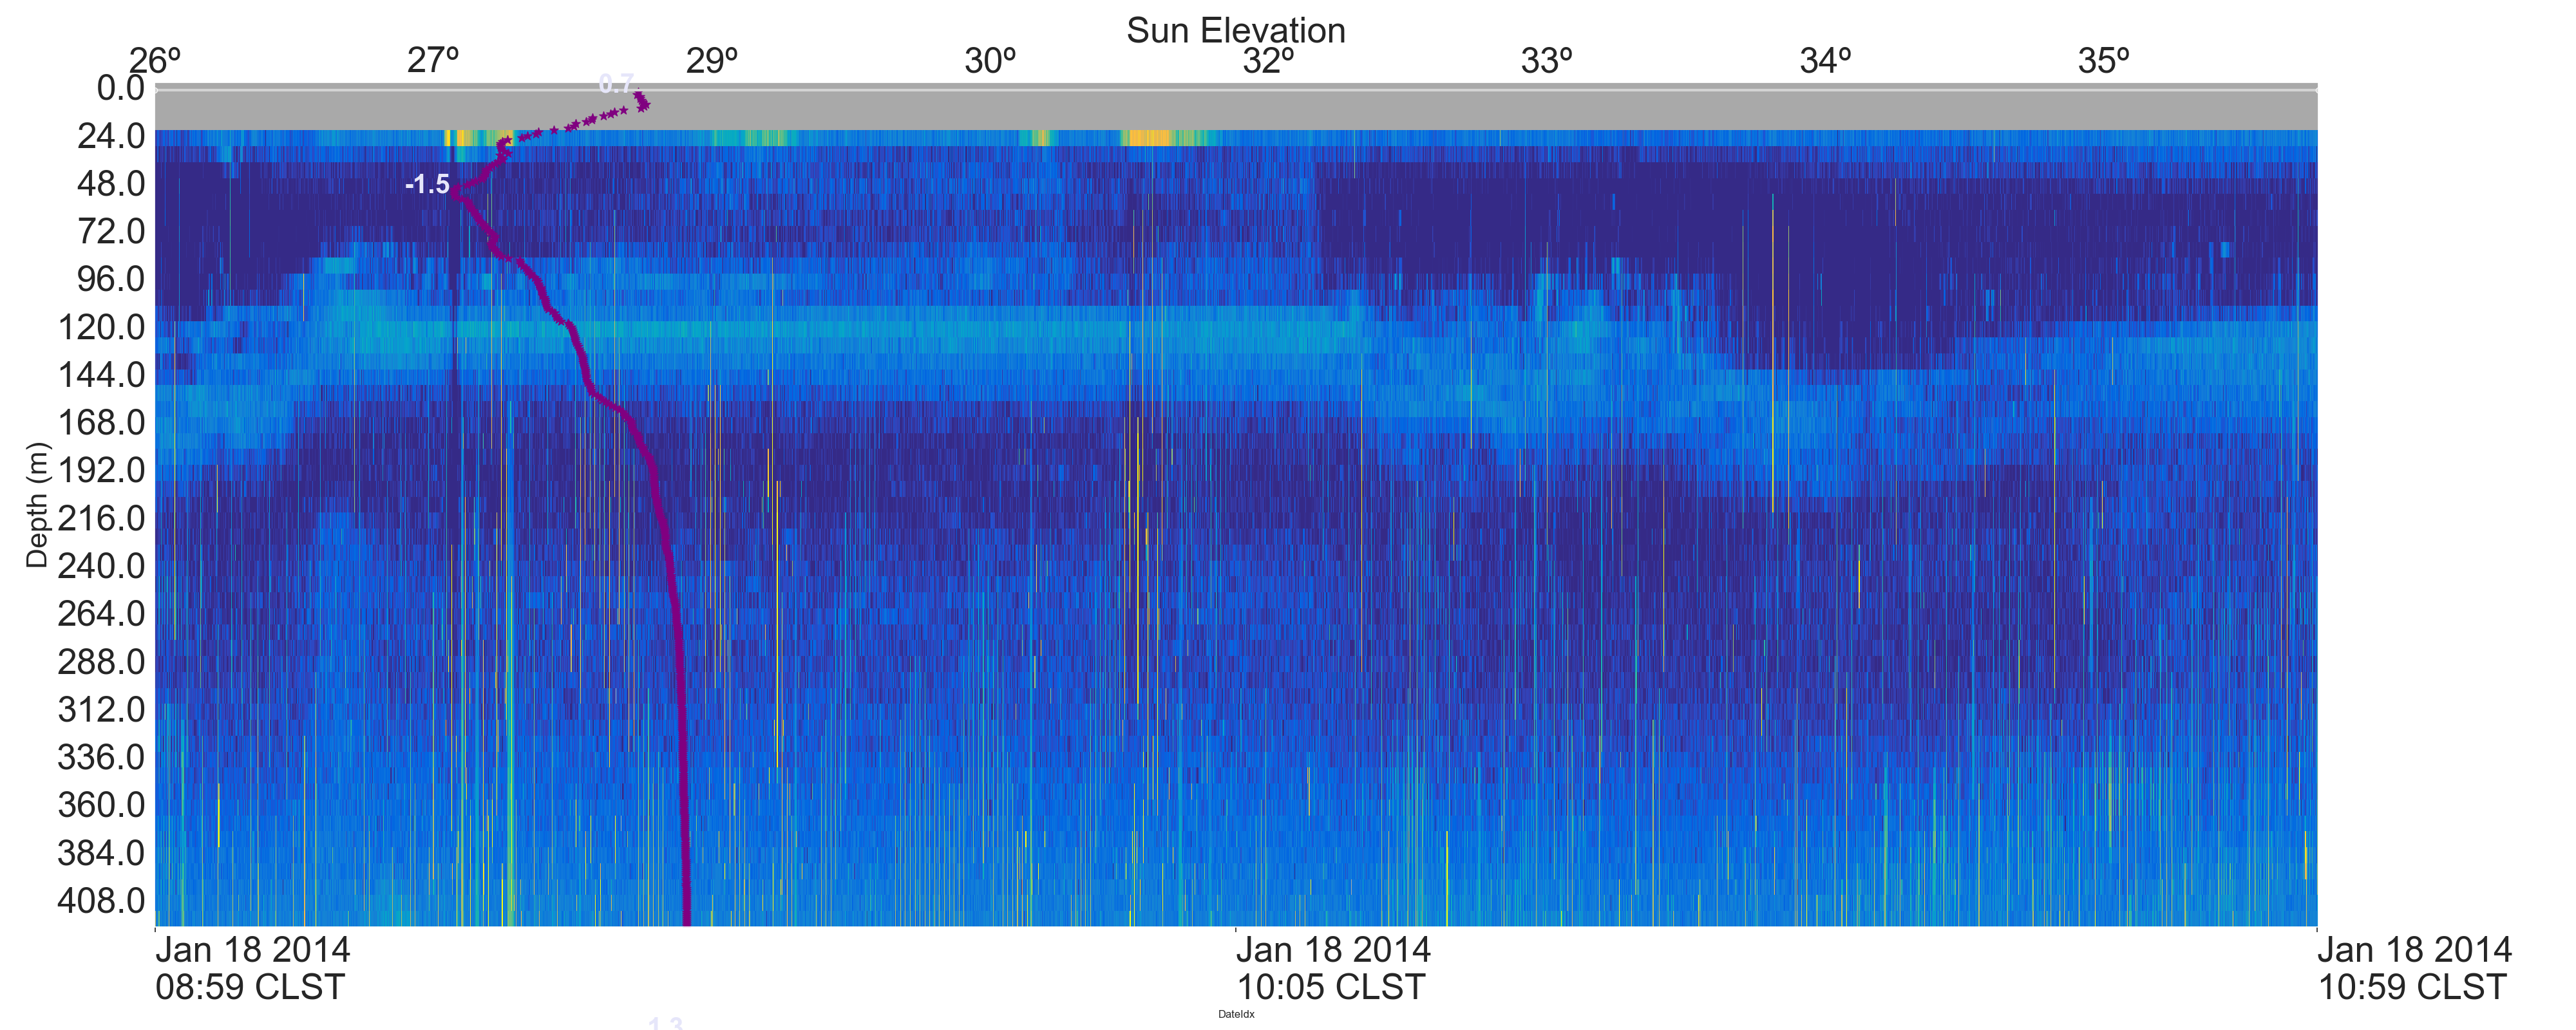 Sun Elevation
26º 27º 29º 30º 32º 33º 34º 35º
0.7
0.0
24.0
-1.5
48.0
72.0
96.0
120.0
144.0
168.0
192.0
216.0
240.0
264.0
288.0
312.0
336.0
360.0
384.0
408.0
Depth (m)
Jan 18 2014
08:59 CLST
Jan 18 2014
10:05 CLST
Jan 18 2014
10:59 CLST
DateIdx
1.3